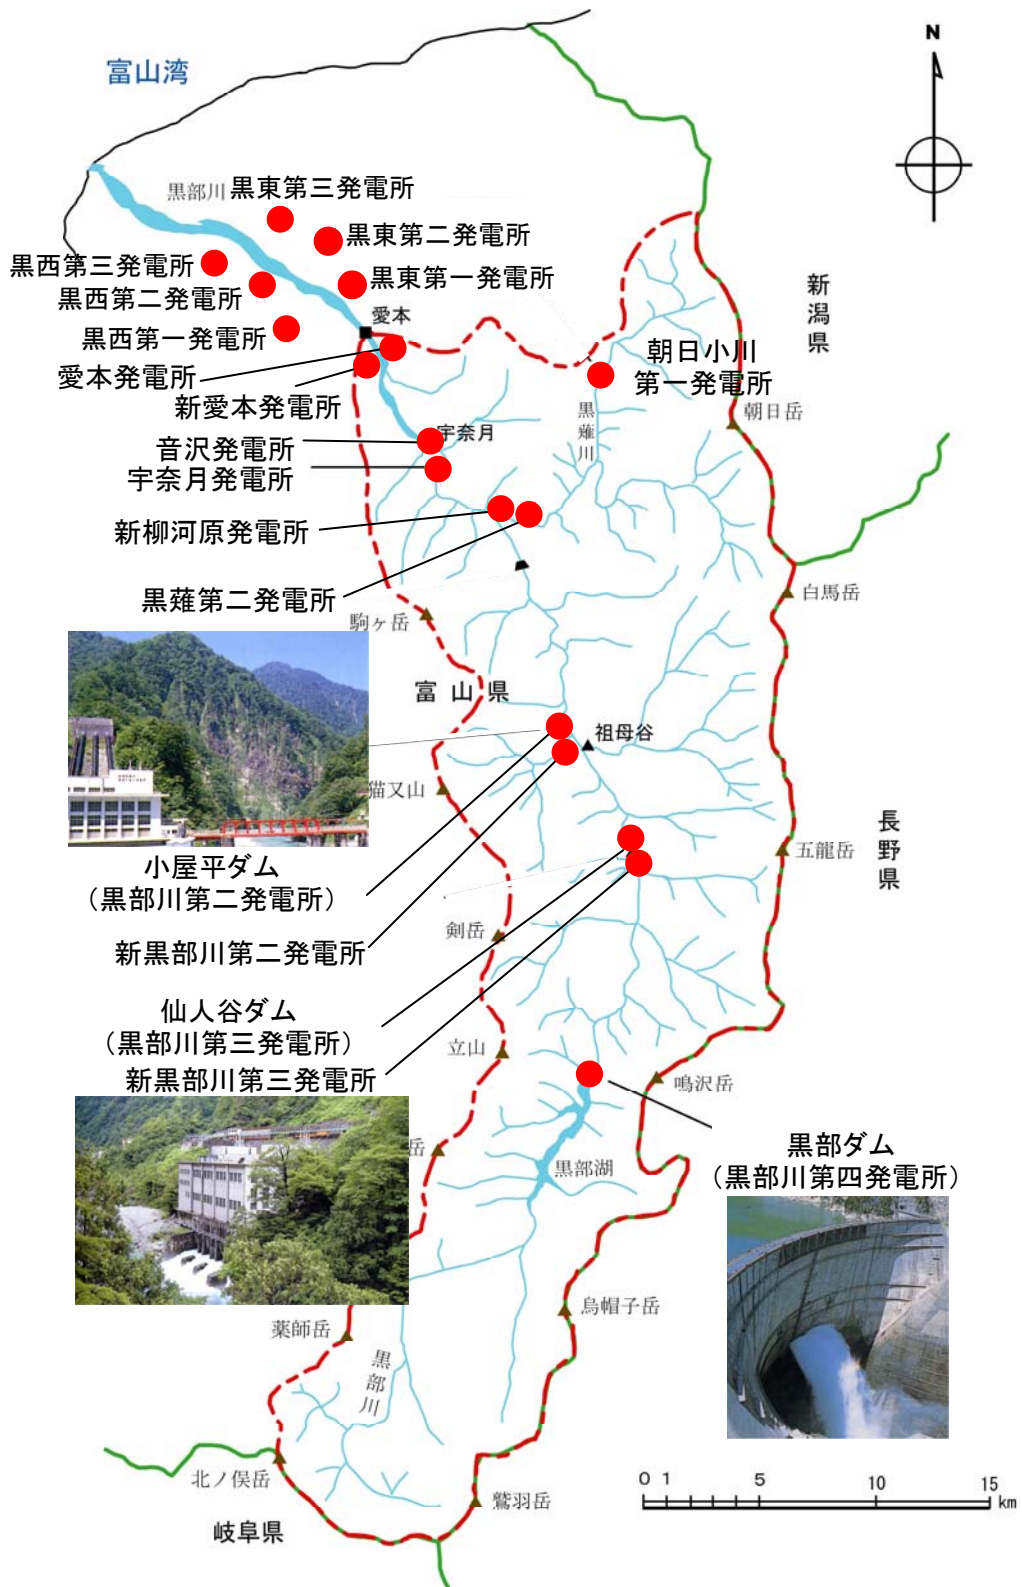 N
富山湾
黒部川
黒東第三発電所
黒東第二発電所
黒西第三発電所
黒東第一発電所
黒西第二発電所
新潟県
愛本
黒西第一発電所
朝日小川
第一発電所
愛本発電所
新愛本発電所
黒薙川
朝日岳
宇奈月
音沢発電所
宇奈月発電所
新柳河原発電所
黒薙第二発電所
白馬岳
駒ヶ岳
富山県
祖母谷
猫又山
長野県
五龍岳
小屋平ダム
(黒部川第二発電所)
剣岳
新黒部川第二発電所
仙人谷ダム
(黒部川第三発電所)
立山
新黒部川第三発電所
鳴沢岳
岳
黒部湖
黒部ダム
(黒部川第四発電所)
烏帽子岳
薬師岳
黒部川
北ノ俣岳
鷲羽岳
岐阜県
0 1 5 10 15
km